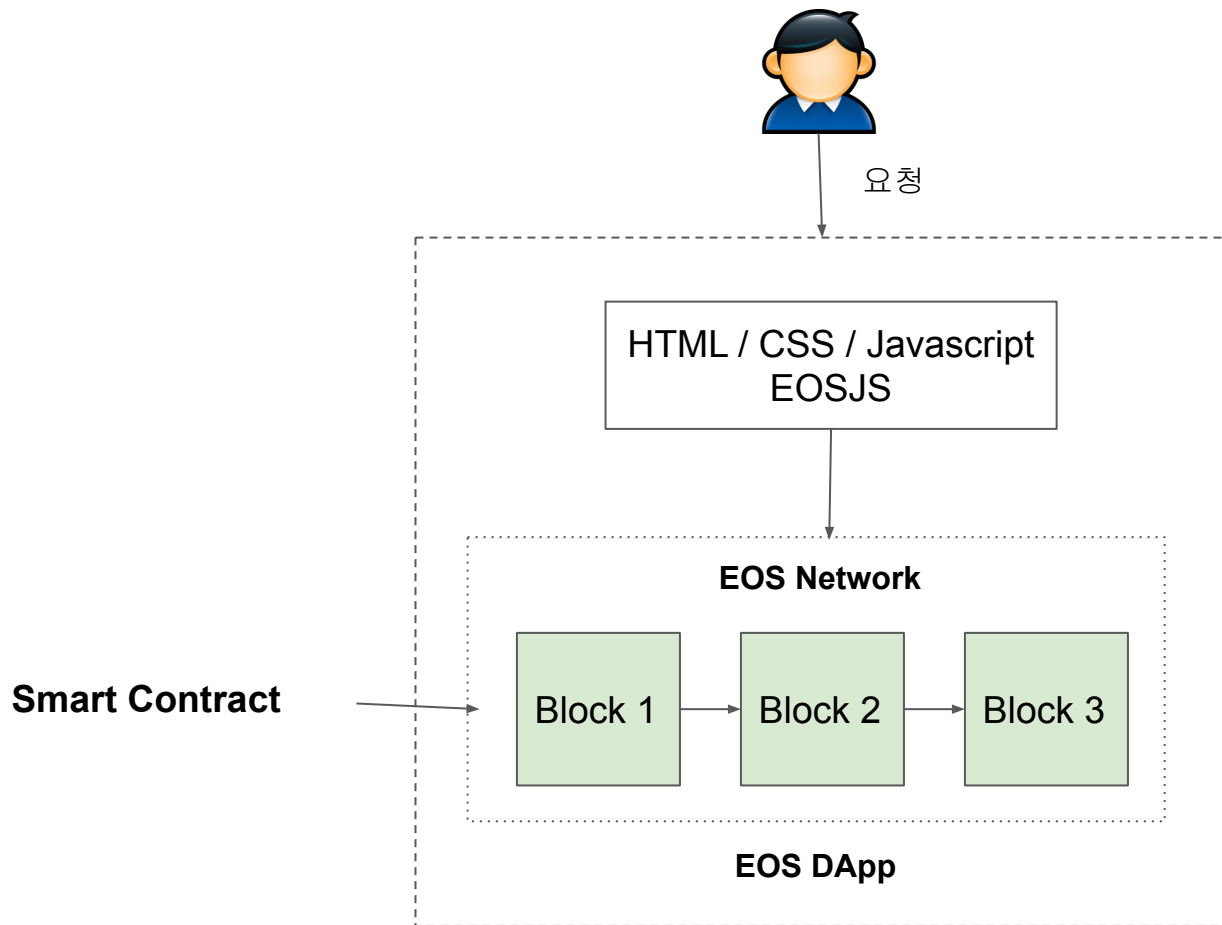 요청
HTML / CSS / Javascript
EOSJS
EOS Network
Smart Contract
Block 1
Block 2
Block 3
EOS DApp